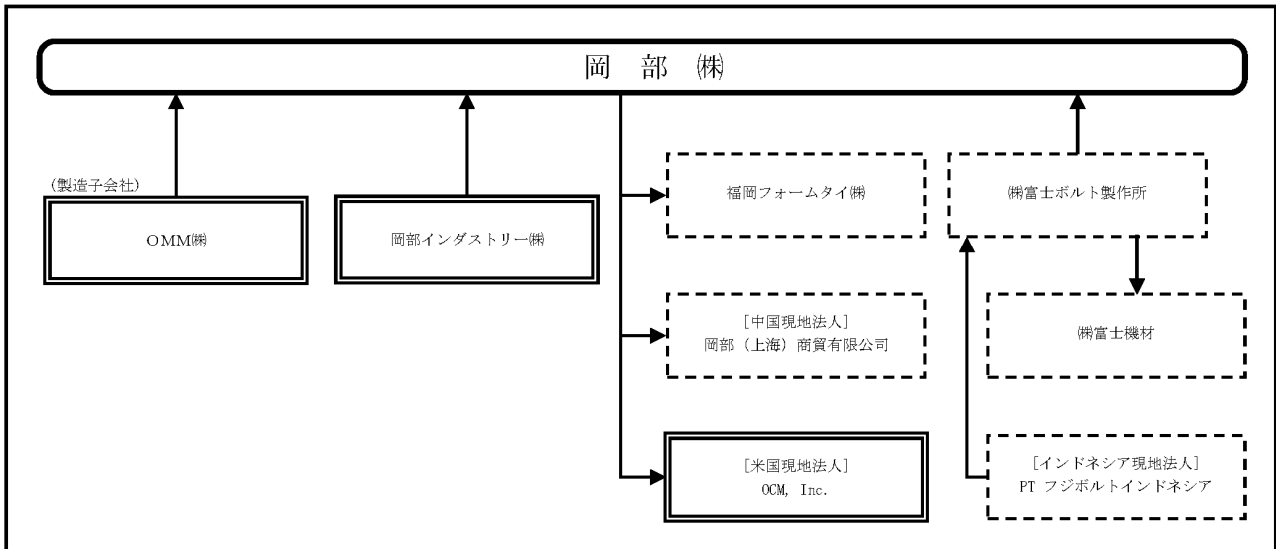 岡 部 ㈱
(製造子会社)
OMM㈱
岡部インダストリー㈱
福岡フォームタイ㈱
㈱富士ボルト製作所
[中国現地法人]
岡部（上海）商貿有限公司
㈱富士機材
[米国現地法人]
OCM, Inc.
[インドネシア現地法人]
PT フジボルトインドネシア